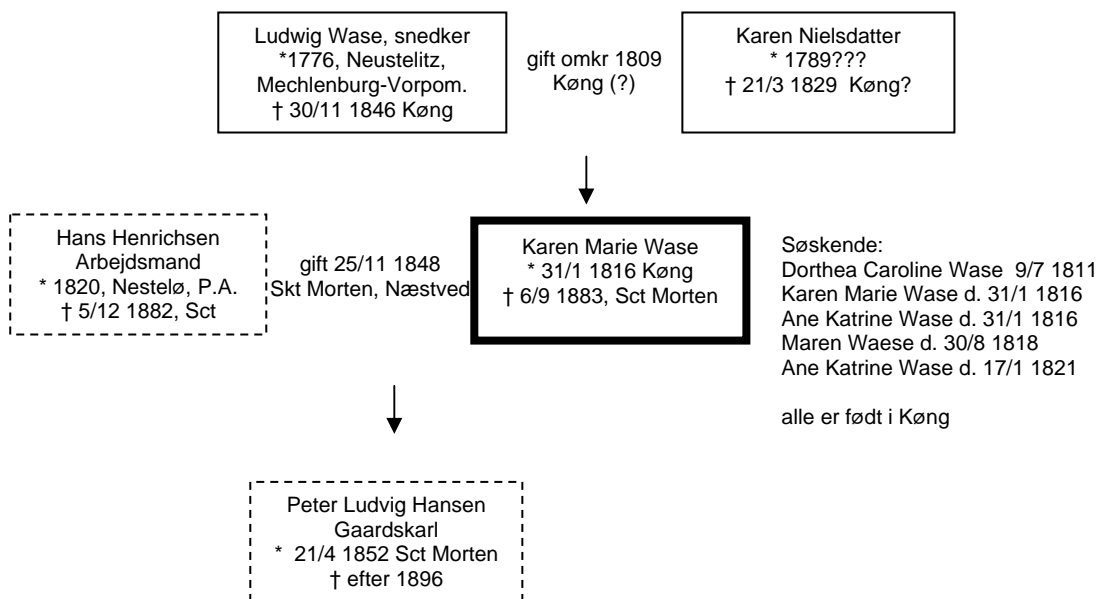 Ludwig Wase, snedker
*1776, Neustelitz,
Mechlenburg-Vorpom.
† 30/11 1846 Køng
gift omkr 1809
Køng (?)
Karen Nielsdatter
* 1789???
† 21/3 1829  Køng?
Hans Henrichsen
Arbejdsmand
* 1820, Nestelø, P.A.
† 5/12 1882, Sct
gift 25/11 1848
Skt Morten, Næstved
Karen Marie Wase
* 31/1 1816 Køng
† 6/9 1883, Sct Morten
Søskende:
Dorthea Caroline Wase  9/7 1811
Karen Marie Wase d. 31/1 1816
Ane Katrine Wase d. 31/1 1816
Maren Waese d. 30/8 1818
Ane Katrine Wase d. 17/1 1821
alle er født i Køng
Peter Ludvig Hansen
Gaardskarl
*  21/4 1852 Sct Morten
† efter 1896